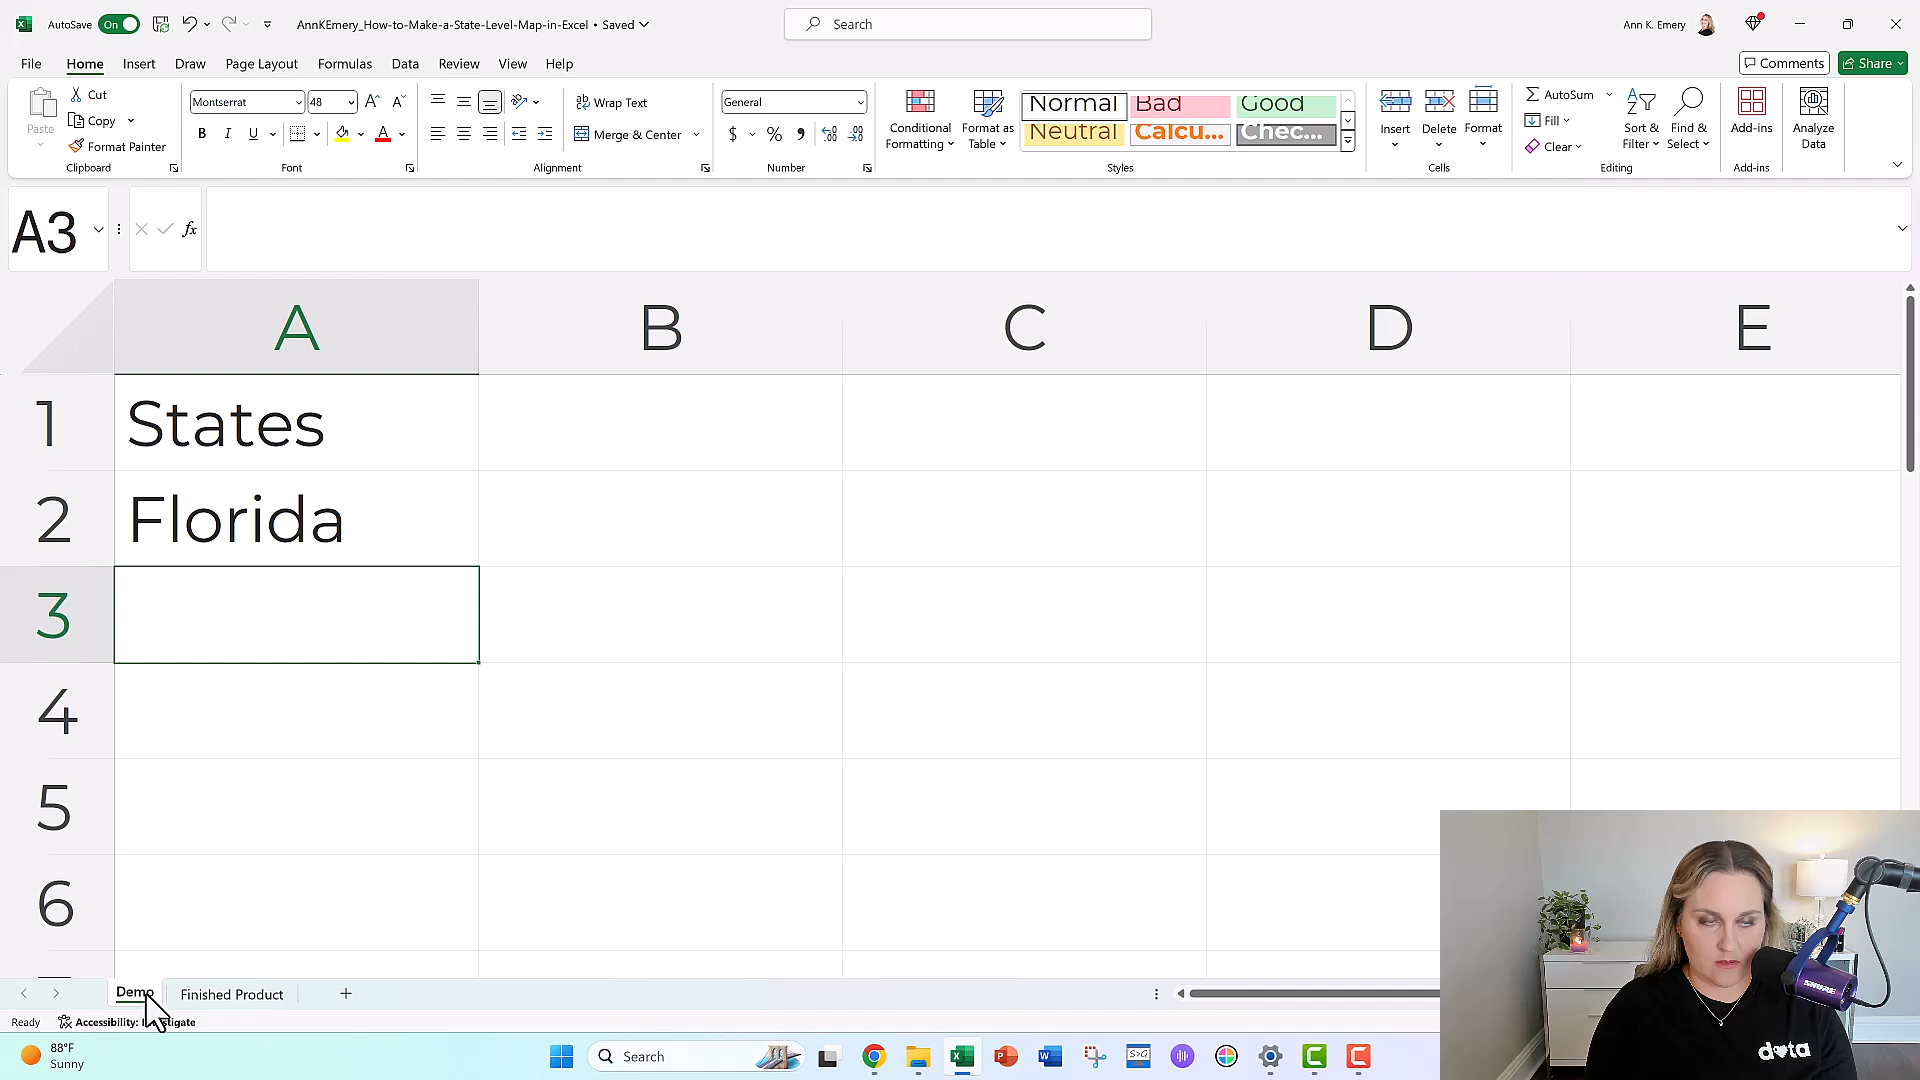 AutoSave On AnnKEmery_How-to-Make-a-State-Level-Map-in-Excel • Saved Search Ann K. Emery
File Home Insert Draw Page Layout Formulas Data Review View Help Comments Share
Paste Cut Copy Format Painter Clipboard
Montserrat 48 B I U A Font
Wrap Text Merge & Center Alignment
General $ % Number
Conditional Formatting Format as Table
Normal Bad Good
Neutral Calcu... Chec...
Styles
Insert Delete Format Cells
AutoSum Fill Clear Sort & Filter Find & Select Editing
Add-ins Add-ins
Analyze Data
A3 fx
A B C D E
1 States
2 Florida
3
4
5
6
Demo Finished Product
Ready Accessibility: Investigate
88°F
Sunny
Search
SHURE
data